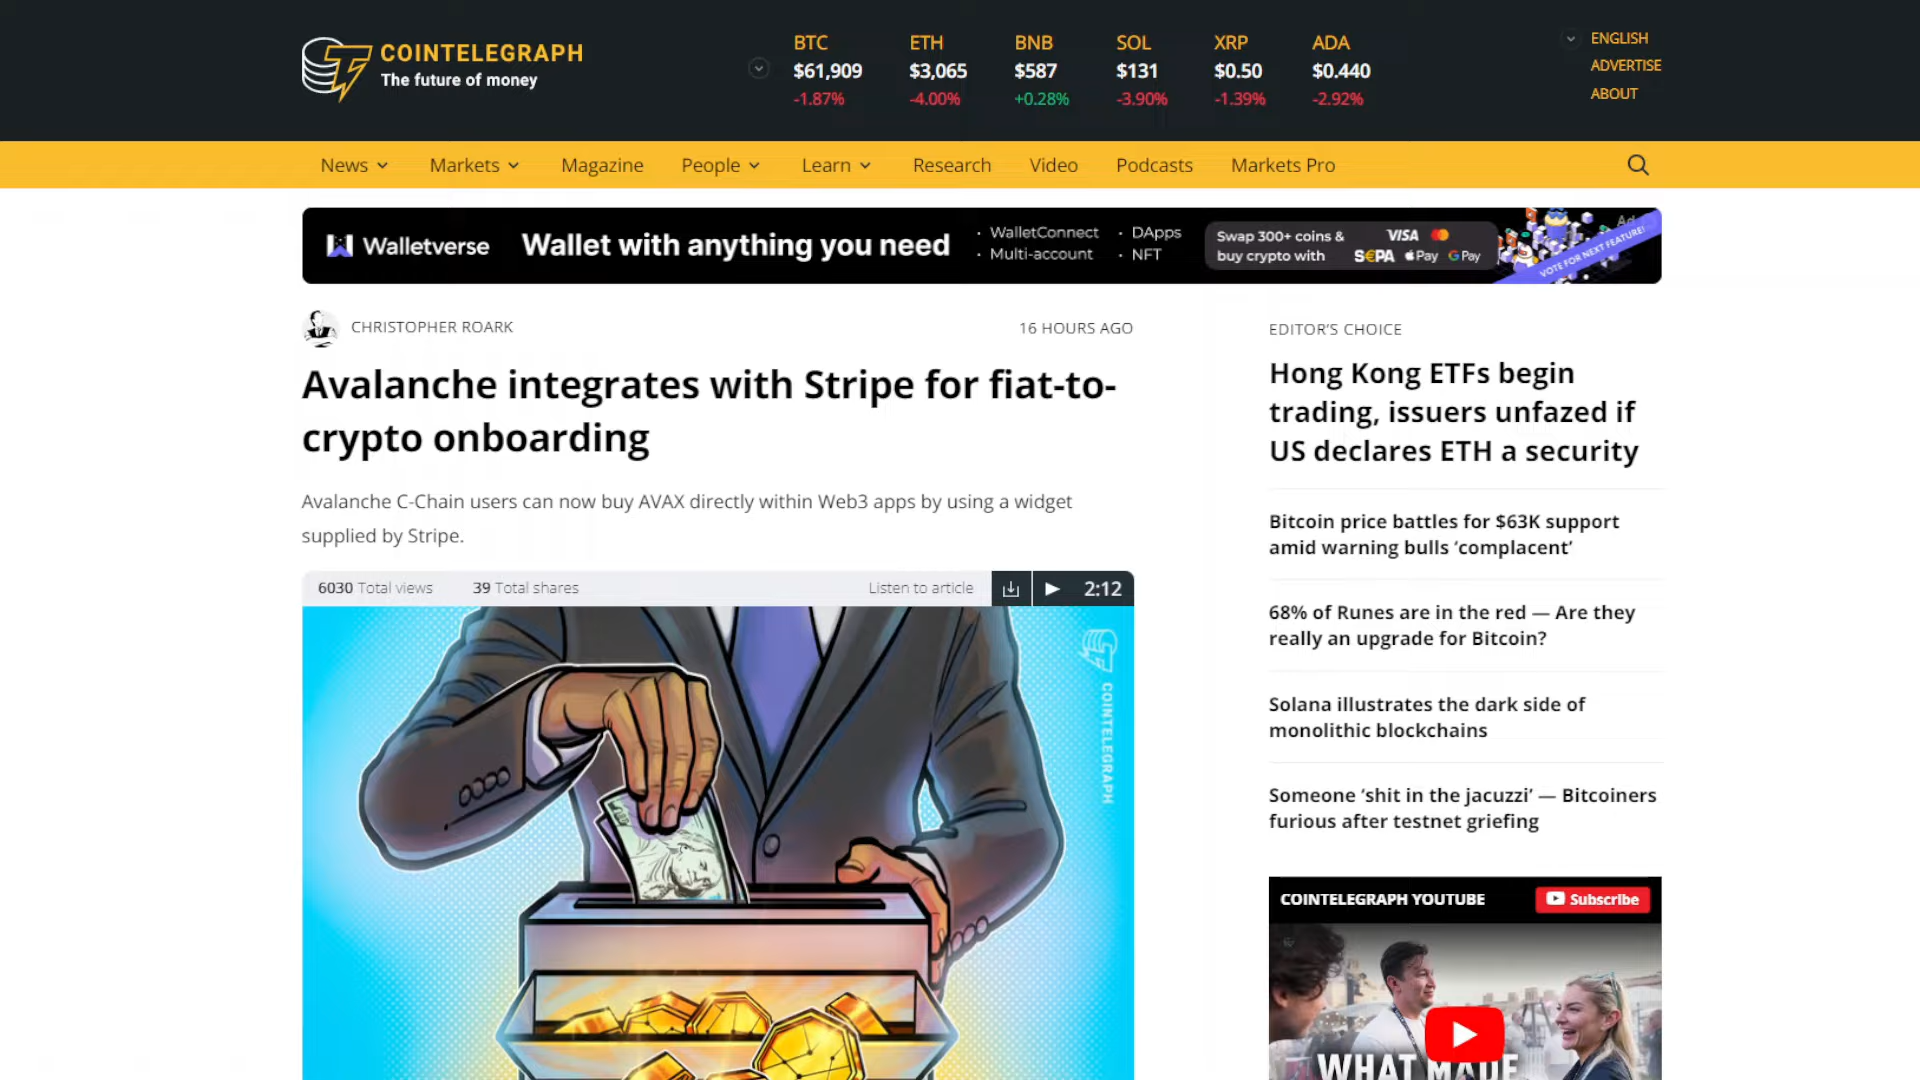 COINTELEGRAPH
The future of money
BTC
$61,909
-1.87%
ETH
$3,065
-4.00%
BNB
$587
+0.28%
SOL
$131
-3.90%
XRP
$0.50
-1.39%
ADA
$0.440
-2.92%
ENGLISH
ADVERTISE
ABOUT
News
Markets
Magazine
People
Learn
Research
Video
Podcasts
Markets Pro
Walletverse
Wallet with anything you need
· WalletConnect
· Multi-account
· DApps
· NFT
Swap 300+ coins &
buy crypto with
VISA
S€PA Pay G Pay
Ad
VOTE FOR NEXT FEATURE!
CHRISTOPHER ROARK
16 HOURS AGO
Avalanche integrates with Stripe for fiat-to-
crypto onboarding
Avalanche C-Chain users can now buy AVAX directly within Web3 apps by using a widget
supplied by Stripe.
6030 Total views
39 Total shares
Listen to article
2:12
COINTELEGRAPH
EDITOR’S CHOICE
Hong Kong ETFs begin
trading, issuers unfazed if
US declares ETH a security
Bitcoin price battles for $63K support
amid warning bulls ‘complacent’
68% of Runes are in the red — Are they
really an upgrade for Bitcoin?
Solana illustrates the dark side of
monolithic blockchains
Someone ‘shit in the jacuzzi’ — Bitcoiners
furious after testnet griefing
COINTELEGRAPH YOUTUBE
Subscribe
WHAT MADE